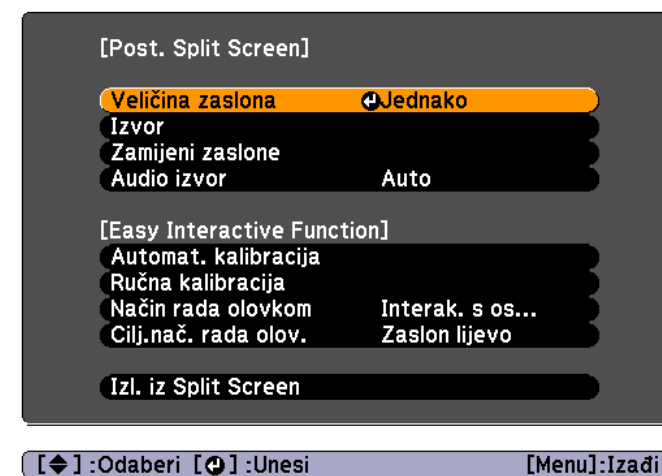 [Post. Split Screen]
Veličina zaslona Jednako
Izvor
Zamijeni zaslone
Audio izvor Auto
[Easy Interactive Function]
Automat. kalibracija
Ručna kalibracija
Način rada olovkom Interak. s os...
Cilj.nač. rada olov. Zaslon lijevo
Izl. iz Split Screen
[◆] :Odaberi [⏎] :Unesi [Menu]:Izađi